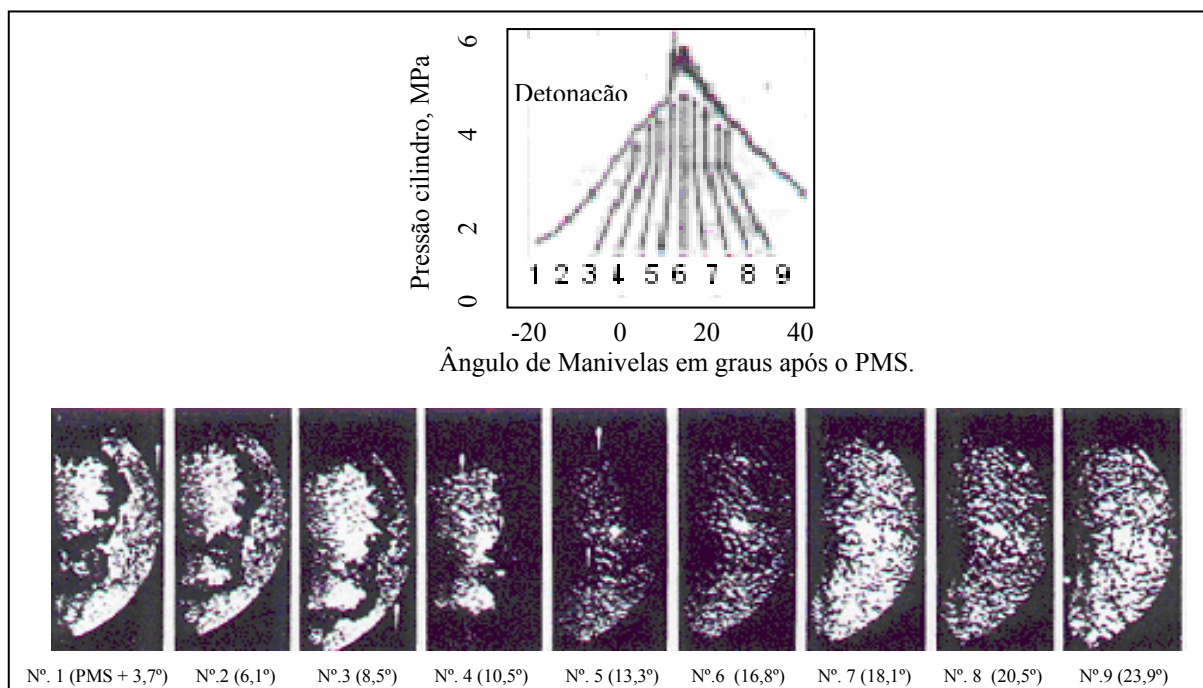 6
Detonação
4
2
0
Pressão cilindro, MPa
1 2 3 4 5 6 7 8 9
-20 0 20 40
Ângulo de Manivelas em graus após o PMS.
Nº. 1 (PMS + 3,7º) Nº.2 (6,1º) Nº.3 (8,5º) Nº. 4 (10,5º) Nº. 5 (13,3º) Nº.6 (16,8º) Nº. 7 (18,1º) Nº. 8 (20,5º) Nº.9 (23,9º)